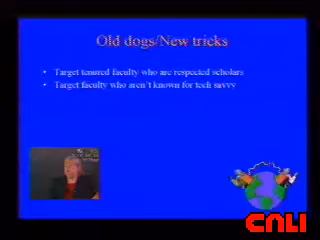 Old dogs/New tricks
• Target tenured faculty who are respected scholars
• Target faculty who aren't known for tech savvy
CNI